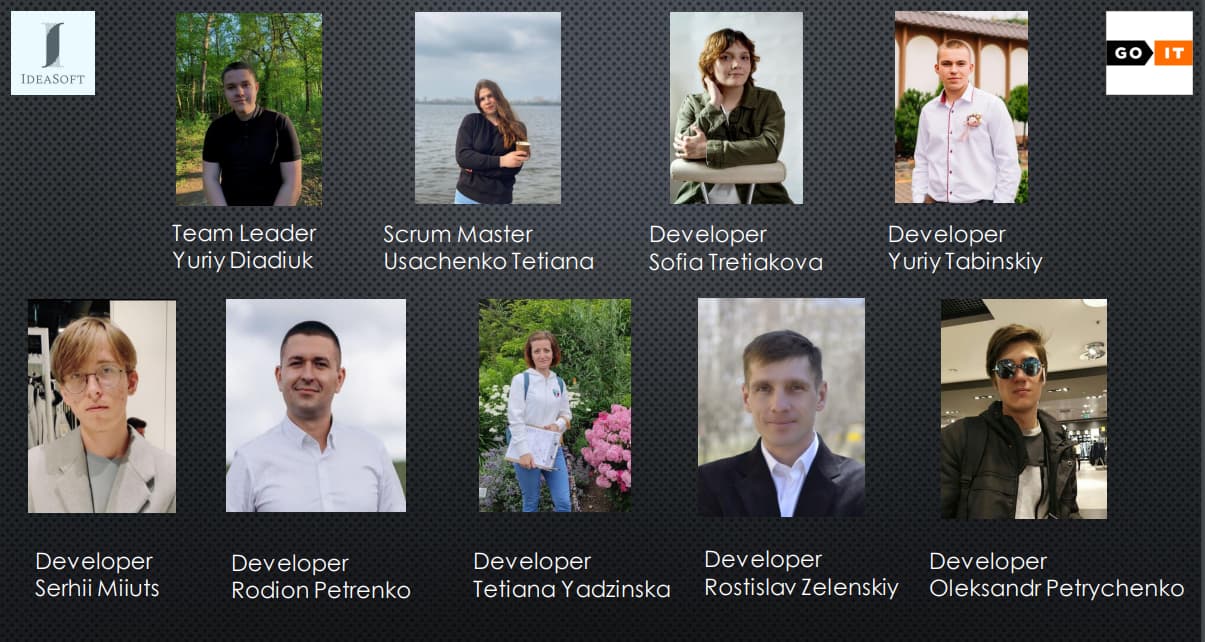 IDEASOFT
GO IT
Team Leader
Yuriy Diadiuk
Scrum Master
Usachenko Tetiana
Developer
Sofia Tretiakova
Developer
Yuriy Tabinskiy
Developer
Serhii Miiuts
Developer
Rodion Petrenko
Developer
Tetiana Yadzinska
Developer
Rostislav Zelenskiy
Developer
Oleksandr Petrychenko